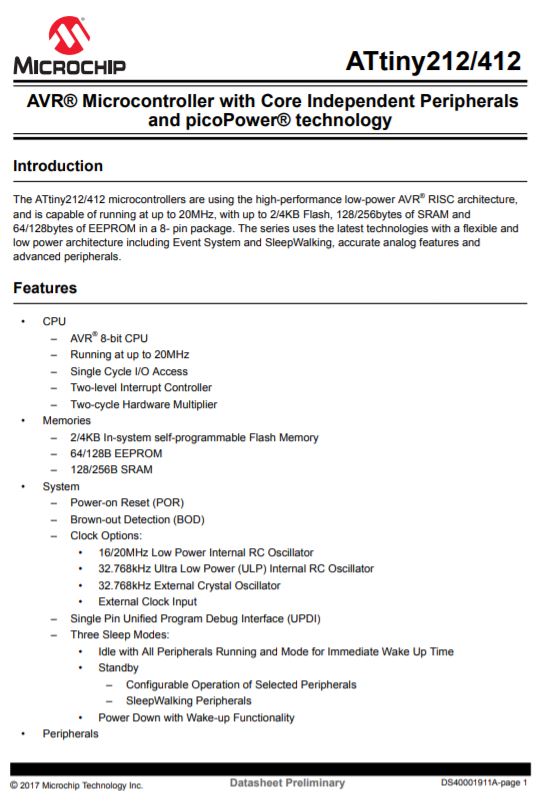 MICROCHIP
ATtiny212/412
AVR® Microcontroller with Core Independent Peripherals
and picoPower® technology
Introduction
The ATtiny212/412 microcontrollers are using the high-performance low-power AVR® RISC architecture,
and is capable of running at up to 20MHz, with up to 2/4KB Flash, 128/256bytes of SRAM and
64/128bytes of EEPROM in a 8- pin package. The series uses the latest technologies with a flexible and
low power architecture including Event System and SleepWalking, accurate analog features and
advanced peripherals.
Features
• CPU
– AVR® 8-bit CPU
– Running at up to 20MHz
– Single Cycle I/O Access
– Two-level Interrupt Controller
– Two-cycle Hardware Multiplier
• Memories
– 2/4KB In-system self-programmable Flash Memory
– 64/128B EEPROM
– 128/256B SRAM
• System
– Power-on Reset (POR)
– Brown-out Detection (BOD)
– Clock Options:
• 16/20MHz Low Power Internal RC Oscillator
• 32.768kHz Ultra Low Power (ULP) Internal RC Oscillator
• 32.768kHz External Crystal Oscillator
• External Clock Input
– Single Pin Unified Program Debug Interface (UPDI)
– Three Sleep Modes:
• Idle with All Peripherals Running and Mode for Immediate Wake Up Time
• Standby
– Configurable Operation of Selected Peripherals
– SleepWalking Peripherals
• Power Down with Wake-up Functionality
• Peripherals
© 2017 Microchip Technology Inc. Datasheet Preliminary DS40001911A-page 1